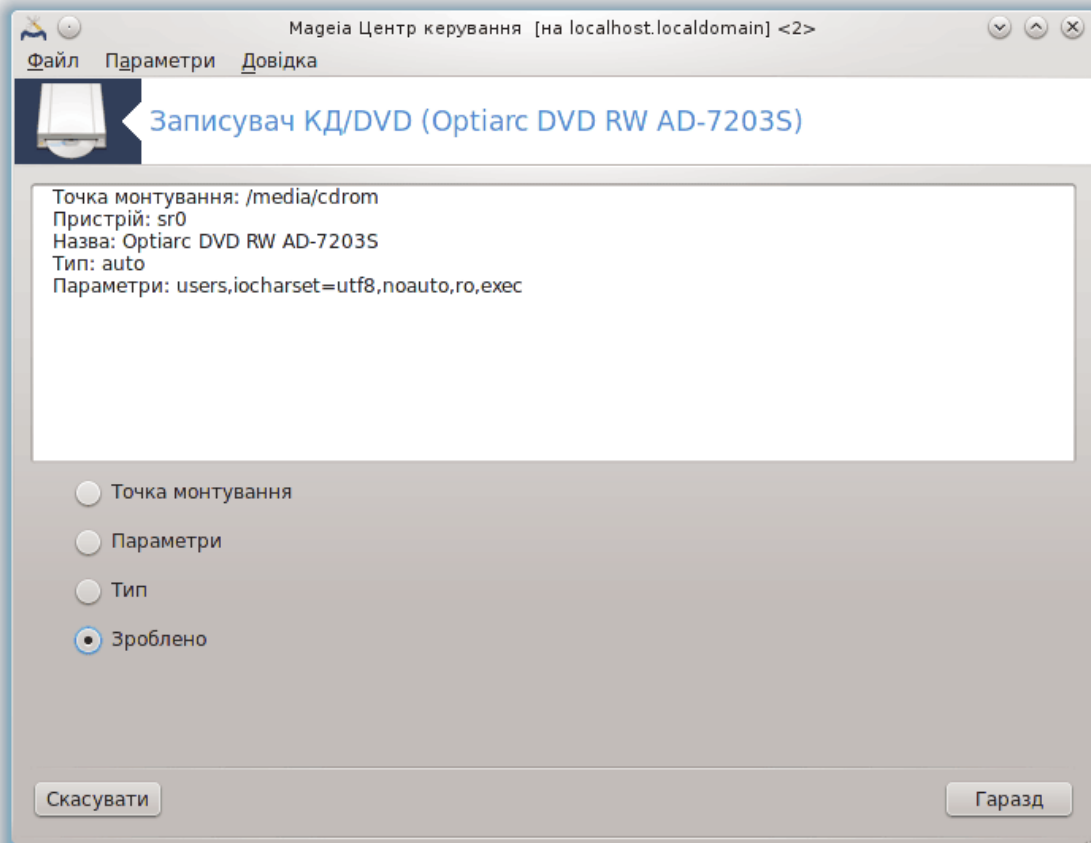 Mageia Центр керування [на localhost.localdomain] <2>
Файл Параметри Довідка
Записувач КД/DVD (Optiarc DVD RW AD-7203S)
Точка монтування: /media/cdrom
Пристрій: sr0
Назва: Optiarc DVD RW AD-7203S
Тип: auto
Параметри: users,iocharset=utf8,noauto,ro,exec
Точка монтування
Параметри
Тип
Зроблено
Скасувати Гаразд